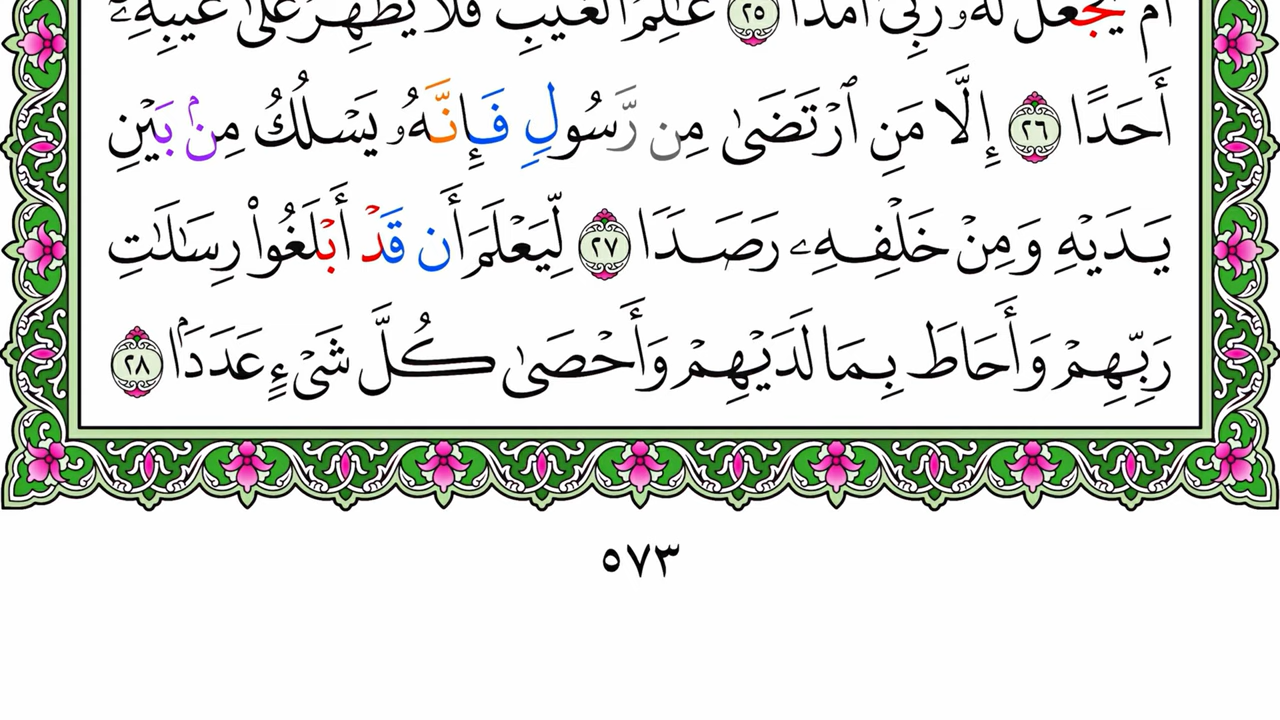 أَمْ يَجْعَلُ لَهُۥ رَبِّىٓ أَمَدًا ٢٥ عَٰلِمُ ٱلْغَيْبِ فَلَا يُظْهِرُ عَلَىٰ غَيْبِهِۦٓ
أَحَدًا ٢٦ إِلَّا مَنِ ٱرْتَضَىٰ مِن رَّسُولٍ فَإِنَّهُۥ يَسْلُكُ مِنۢ بَيْنِ
يَدَيْهِ وَمِنْ خَلْفِهِۦ رَصَدًا ٢٧ لِّيَعْلَمَ أَن قَدْ أَبْلَغُوا۟ رِسَٰلَٰتِ
رَبِّهِمْ وَأَحَاطَ بِمَا لَدَيْهِمْ وَأَحْصَىٰ كُلَّ شَىْءٍ عَدَدَۢا ٢٨
٥٧٣